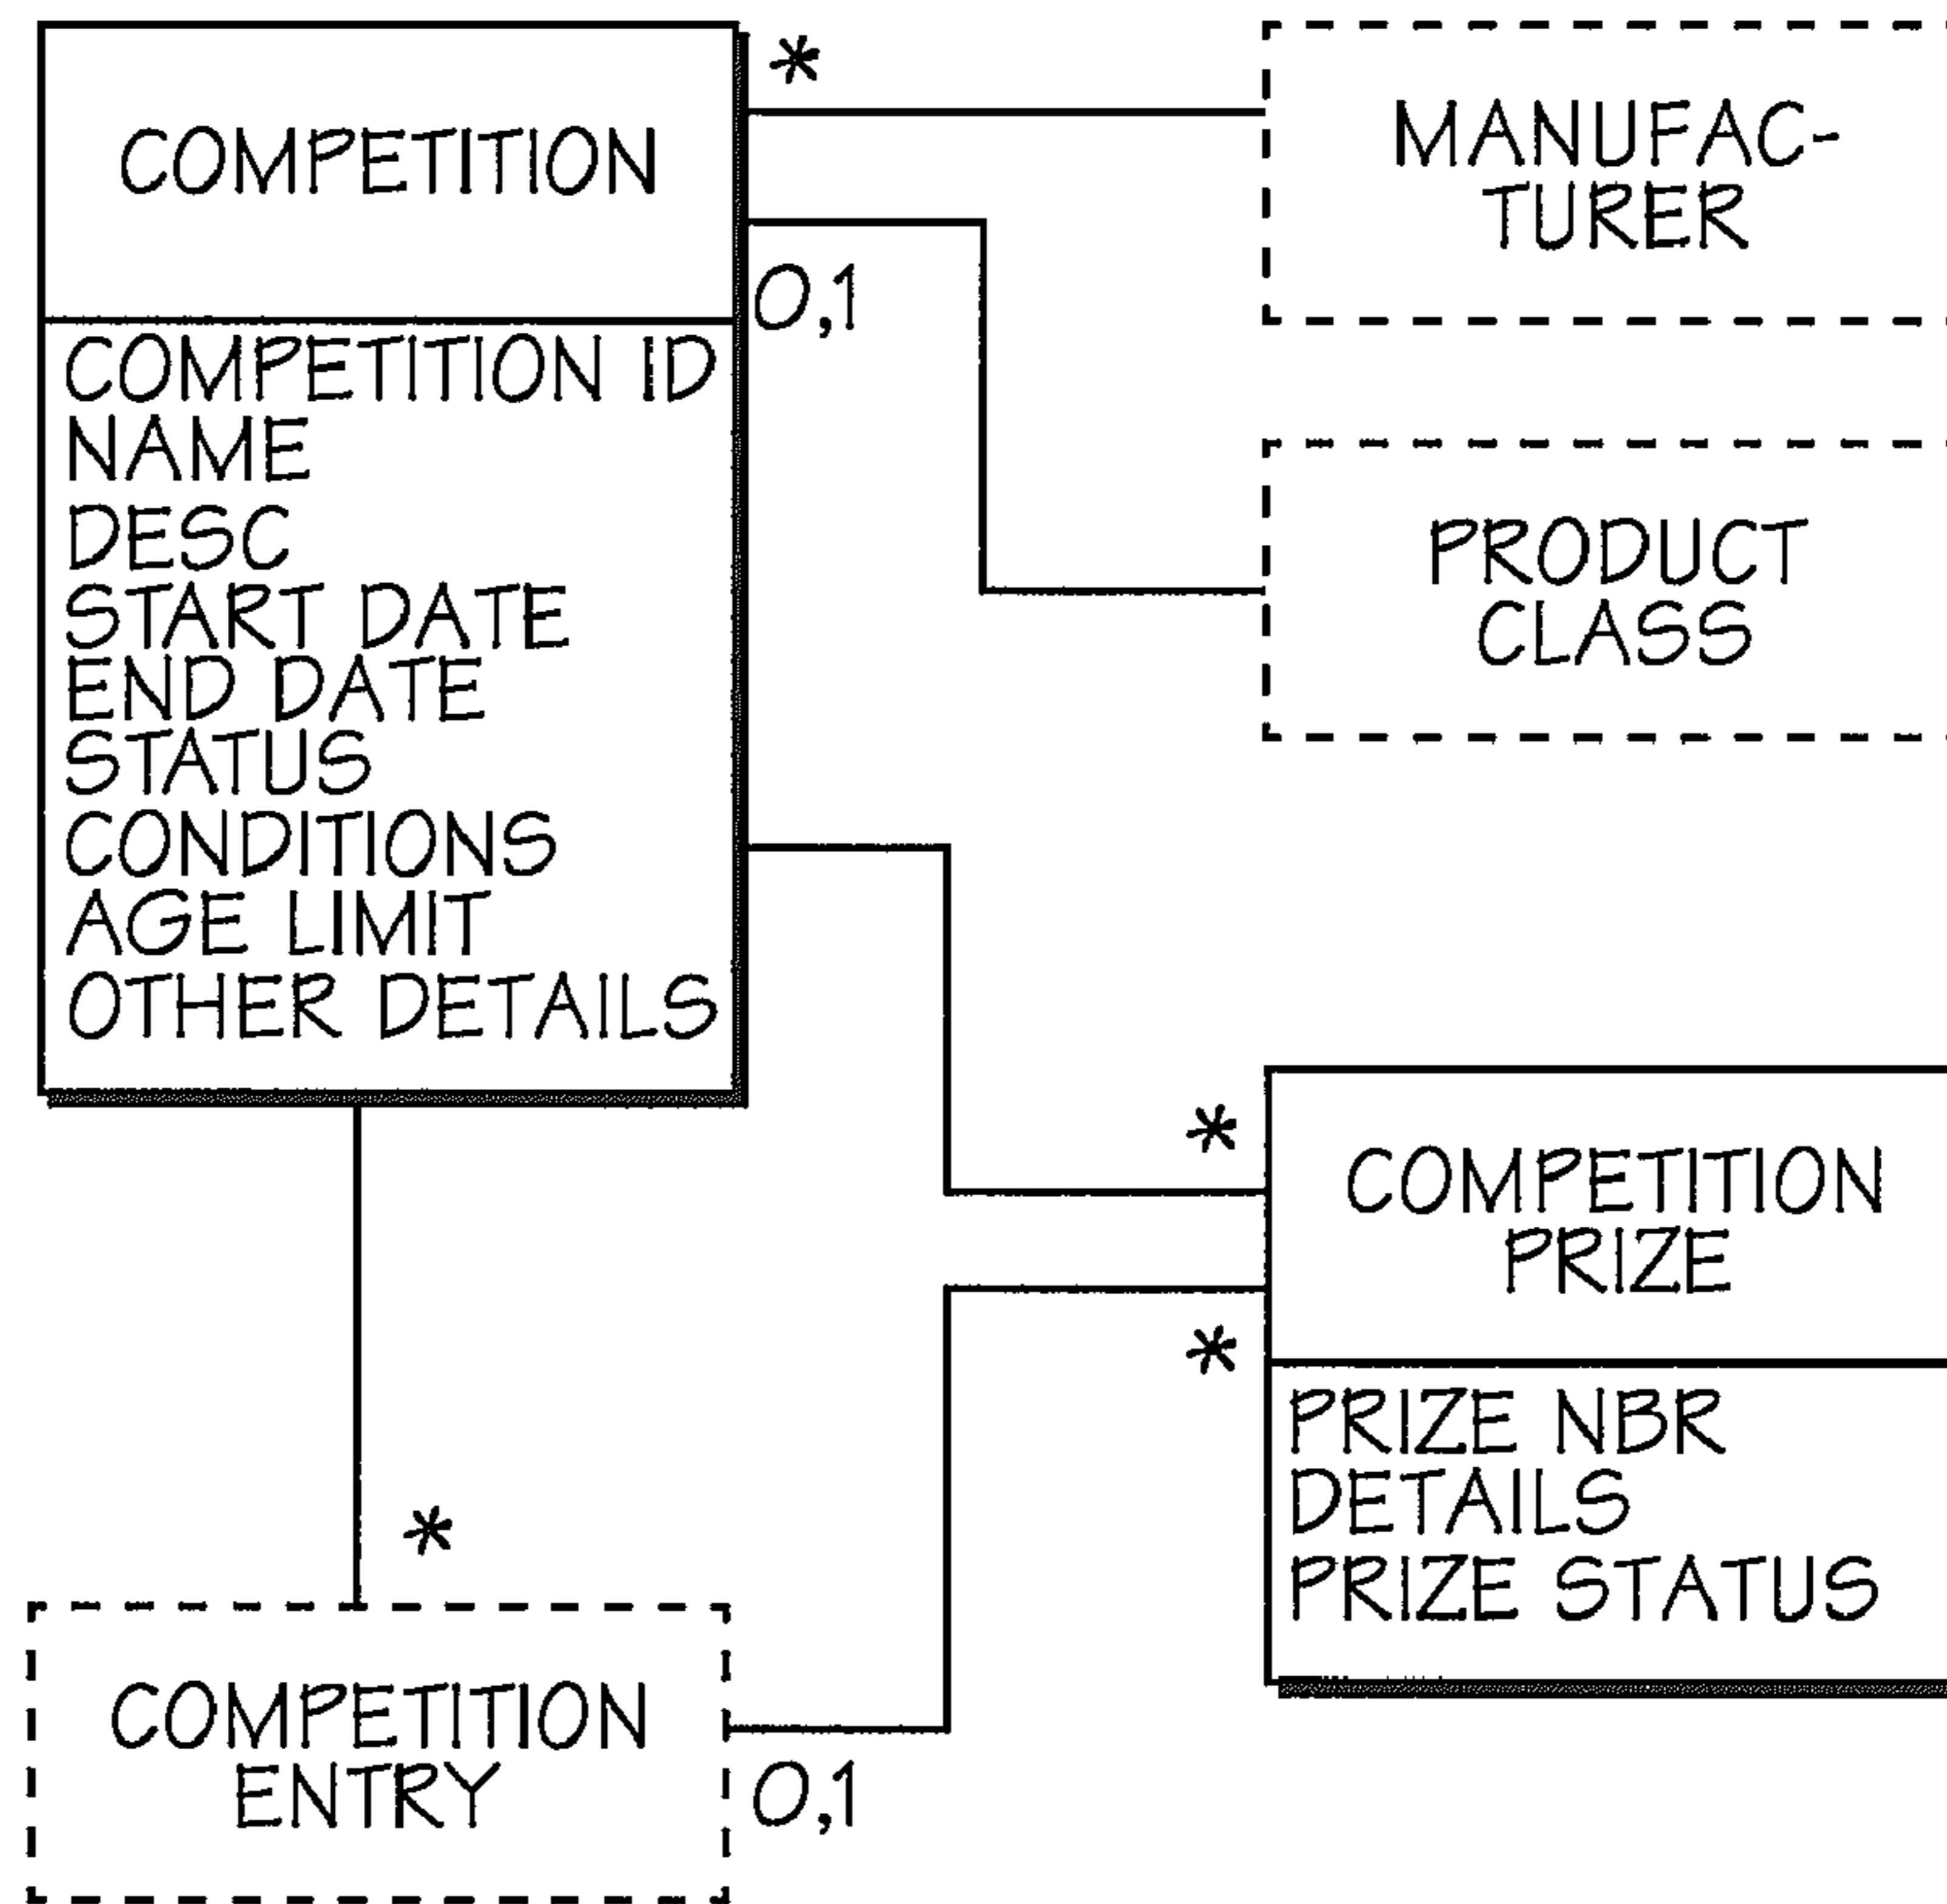 COMPETITION
*
0,1
COMPETITION ID
NAME
DESC
START DATE
END DATE
STATUS
CONDITIONS
AGE LIMIT
OTHER DETAILS
MANUFAC-
TURER
PRODUCT
CLASS
*
COMPETITION
PRIZE
*
PRIZE NBR
DETAILS
PRIZE STATUS
*
COMPETITION
ENTRY
0,1